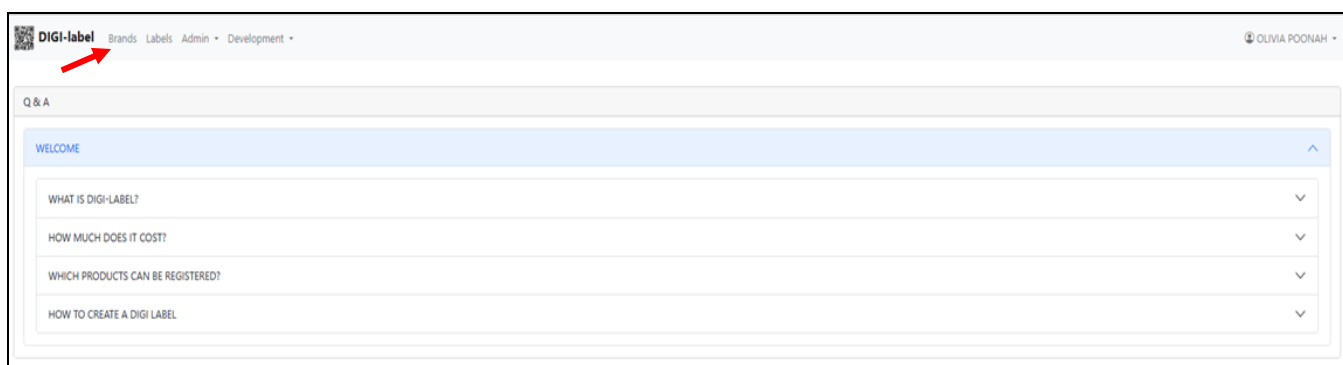 DIGI-label Brands Labels Admin Development OLIVIA POONAH
Q & A
WELCOME
WHAT IS DIGI-LABEL?
HOW MUCH DOES IT COST?
WHICH PRODUCTS CAN BE REGISTERED?
HOW TO CREATE A DIGI LABEL